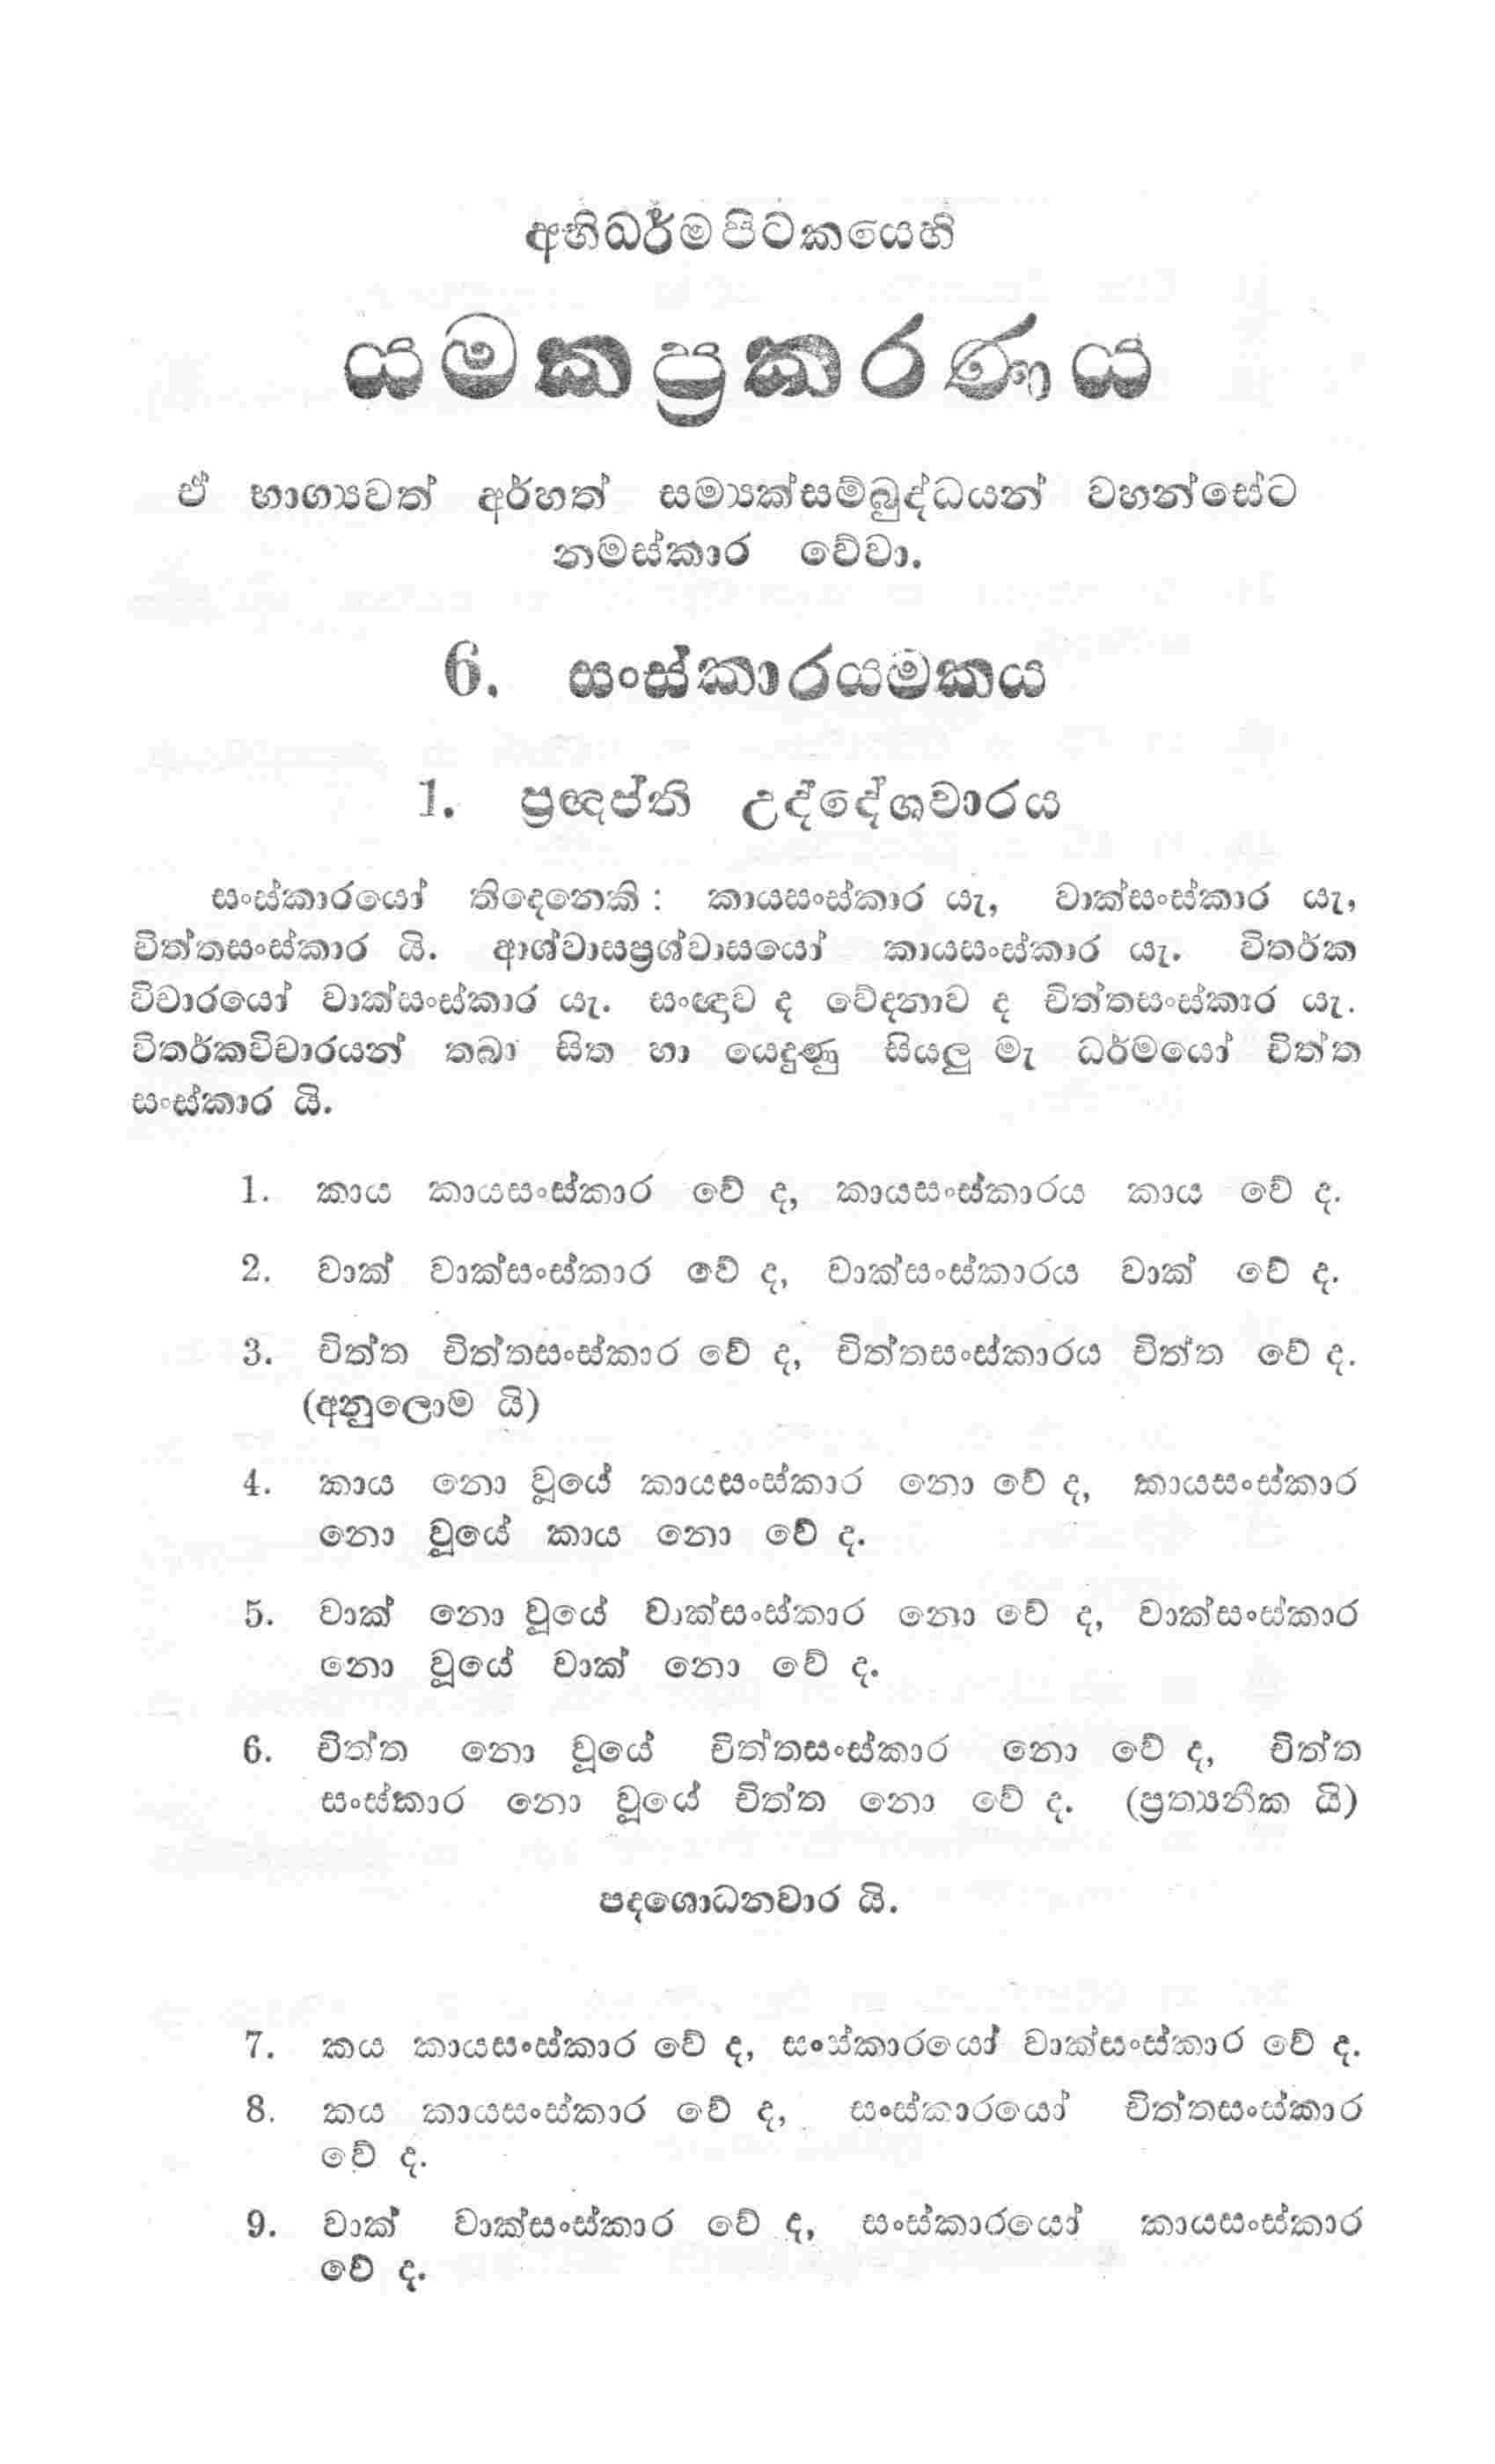 අභිධර්මපිටකයෙහි
යමකප්‍රකරණය
ඒ භාග්‍යවත් අර්හත් සම්‍යක්සම්බුද්ධයන් වහන්සේට
නමස්කාර වේවා.
6. සංස්කාරයමකය
1. ප්‍රඥප්ති උද්දේශවාරය
සංස්කාරයෝ තිදෙනෙකි : කායසංස්කාර යැ, වාක්සංස්කාර යැ,
චිත්තසංස්කාර යි. ආශ්වාසප්‍රශ්වාසයෝ කායසංස්කාර යැ. විතර්ක
විචාරයෝ වාක්සංස්කාර යැ. සංඥාව ද වේදනාව ද චිත්තසංස්කාර යැ.
විතර්කවිචාරයන් තබා සිත හා යෙදුණු සියලු මැ ධර්මයෝ චිත්ත
සංස්කාර යි.
1. කාය කායසංස්කාර වේ ද, කායසංස්කාරය කාය වේ ද.
2. වාක් වාක්සංස්කාර වේ ද, වාක්සංස්කාරය වාක් වේ ද.
3. චිත්ත චිත්තසංස්කාර වේ ද, චිත්තසංස්කාරය චිත්ත වේ ද.
(අනුලොම යි)
4. කාය නො වූයේ කායසංස්කාර නො වේ ද, කායසංස්කාර
නො වූයේ කාය නො වේ ද.
5. වාක් නො වූයේ වාක්සංස්කාර නො වේ ද, වාක්සංස්කාර
නො වූයේ වාක් නො වේ ද.
6. චිත්ත නො වූයේ චිත්තසංස්කාර නො වේ ද, චිත්ත
සංස්කාර නො වූයේ චිත්ත නො වේ ද. (ප්‍රත්‍යනීක යි)
පදශොධනවාර යි.
7. කය කායසංස්කාර වේ ද, සංස්කාරයෝ වාක්සංස්කාර වේ ද.
8. කය කායසංස්කාර වේ ද, සංස්කාරයෝ චිත්තසංස්කාර
වේ ද.
9. වාක් වාක්සංස්කාර වේ ද, සංස්කාරයෝ කායසංස්කාර
වේ ද.